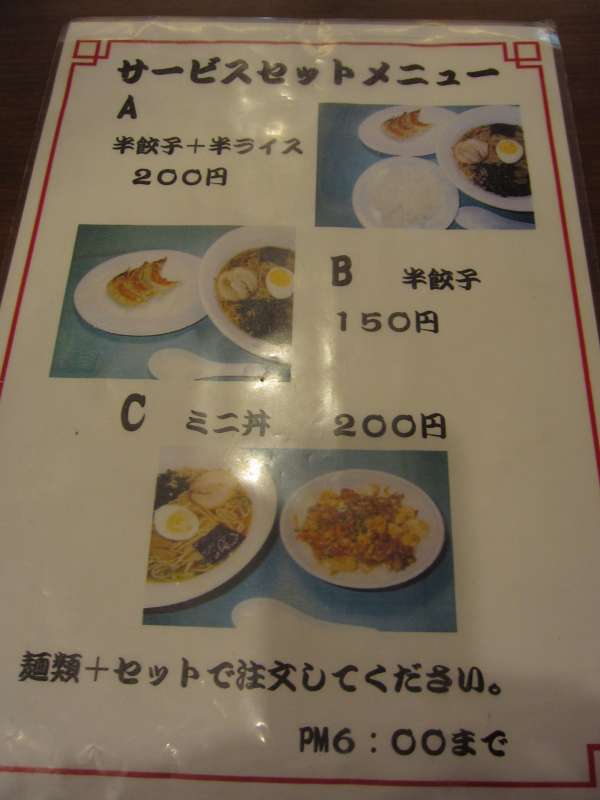 サービスセットメニュー
A
半餃子＋半ライス
２００円
B 半餃子
１５０円
C ミニ丼 ２００円
麺類＋セットで注文してください。
PM６：００まで